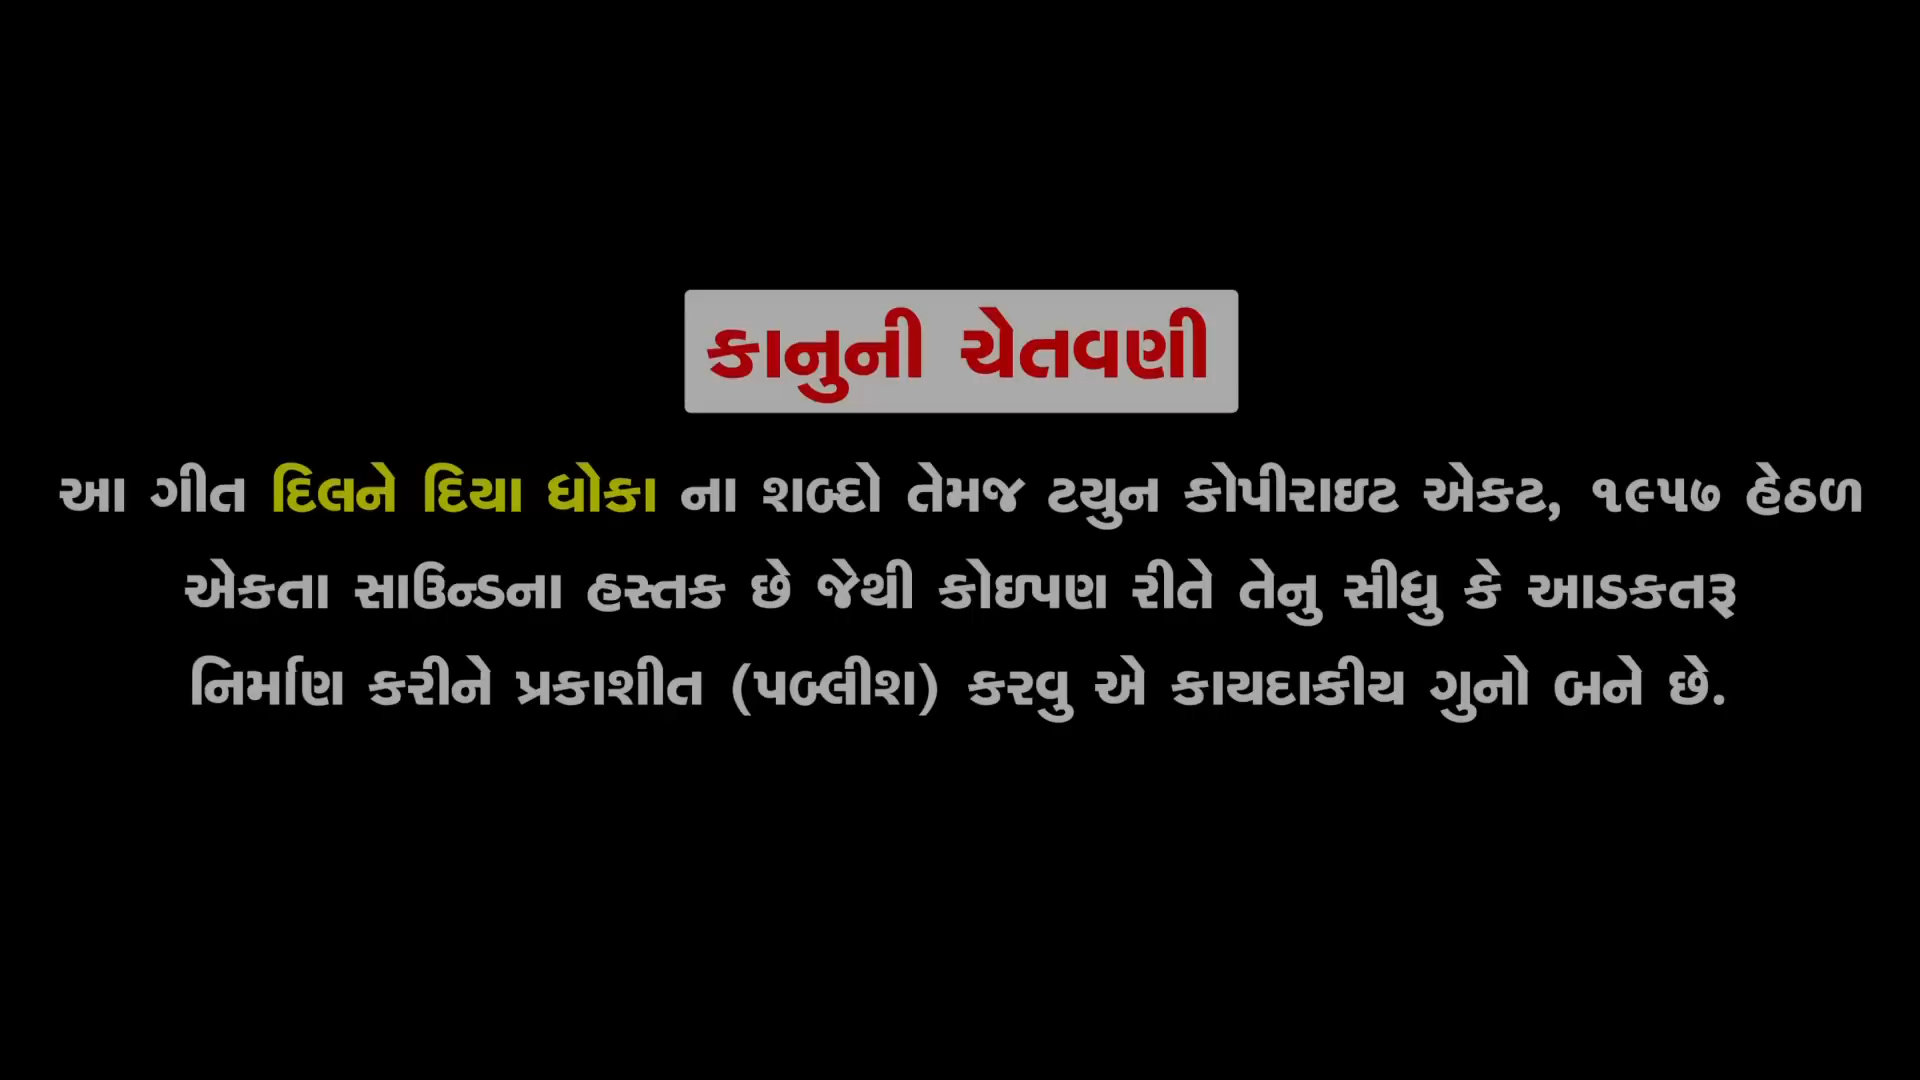 કાનુની ચેતવણી
આ ગીત દિલને દિયા ધોકા ના શબ્દો તેમજ ટયુન કોપીરાઇટ એકટ, ૧૯૫૭ હેઠળ
એકતા સાઉન્ડના હસ્તક છે જેથી કોઇપણ રીતે તેનુ સીધુ કે આડકતરૂ
નિર્માણ કરીને પ્રકાશીત (પબ્લીશ) કરવુ એ કાયદાકીય ગુનો બને છે.